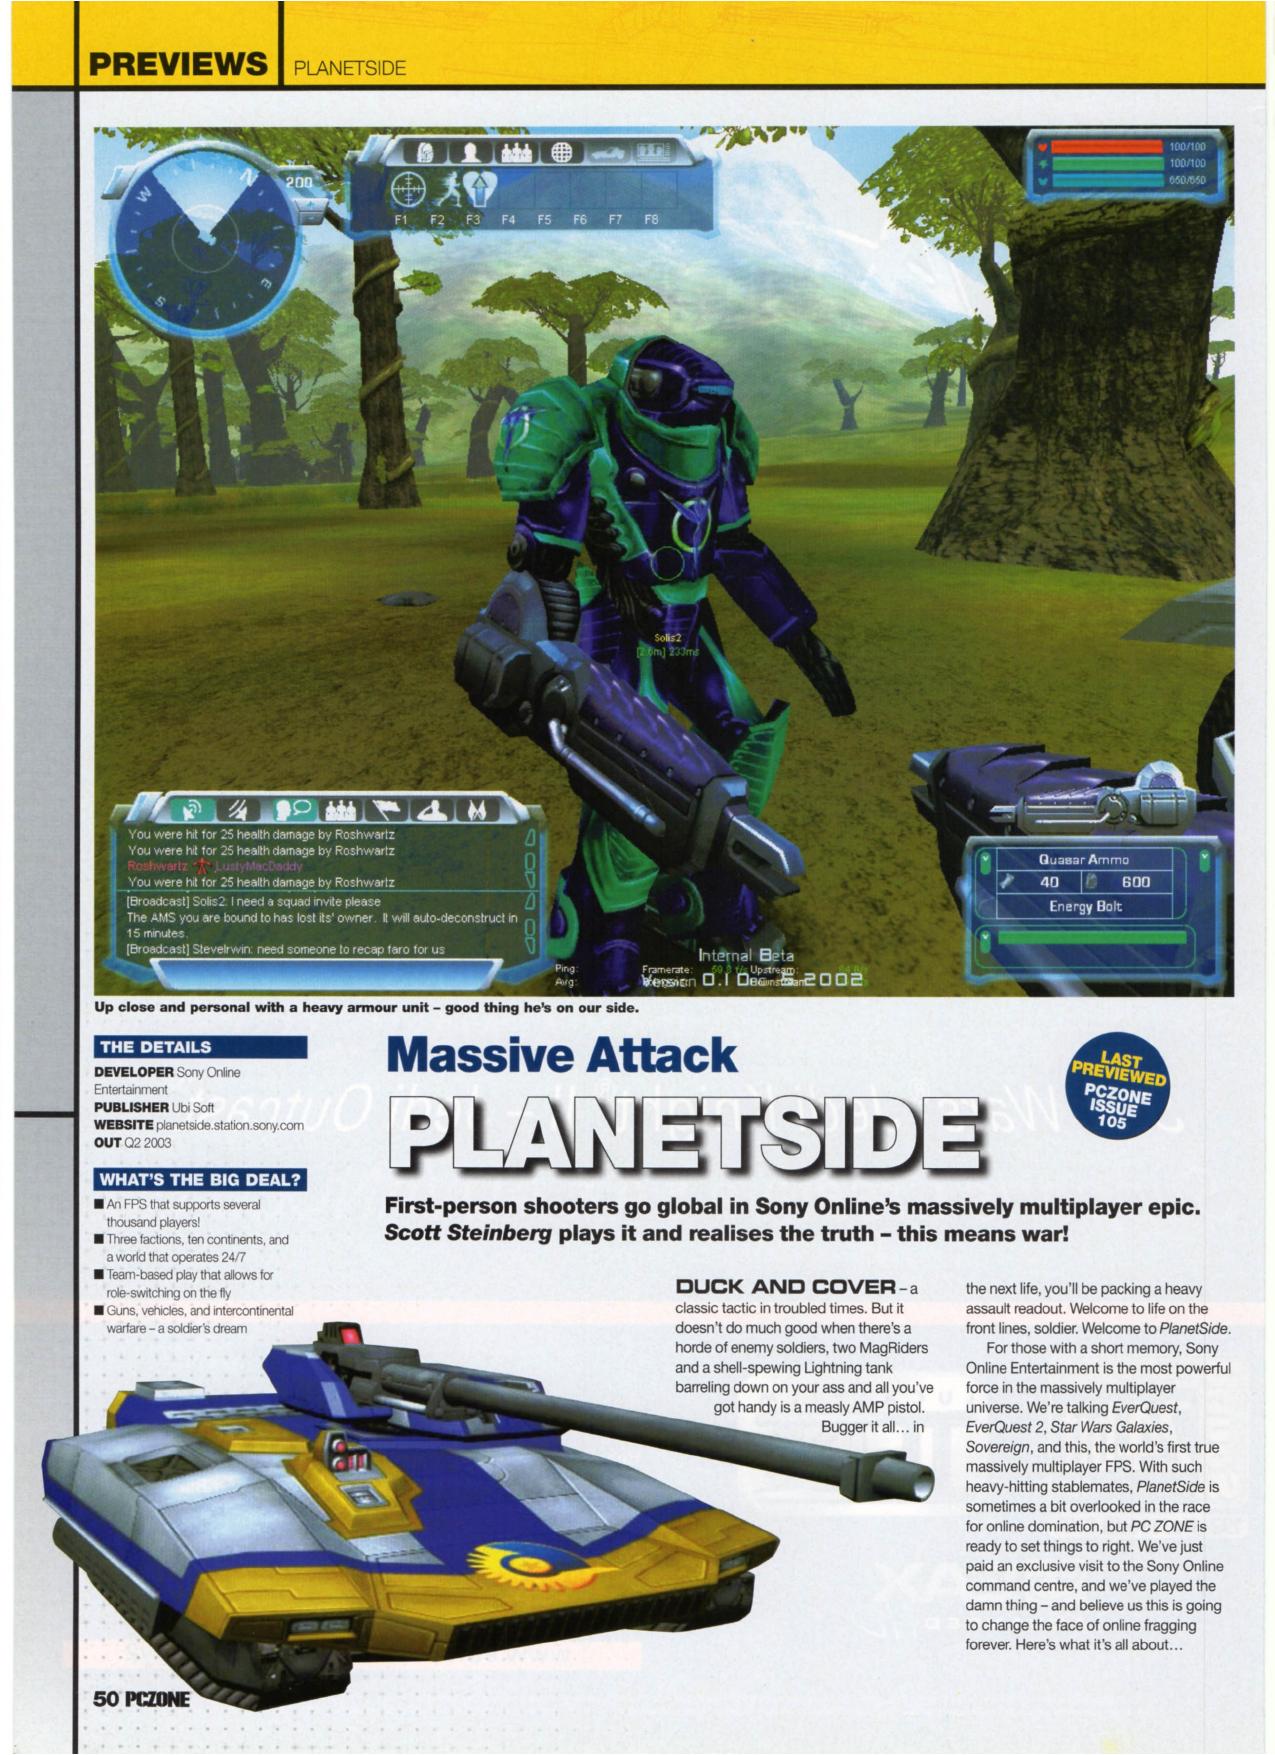 PREVIEWS PLANETSIDE
W N E S
200
F1 F2 F3 F4 F5 F6 F7 F8
100/100
100/100
650/650
Solis2
[2.6m] 233ms
You were hit for 25 health damage by Roshwartz
You were hit for 25 health damage by Roshwartz
Roshwartz LustyMacDaddy
You were hit for 25 health damage by Roshwartz
[Broadcast] Solis2: I need a squad invite please
The AMS you are bound to has lost its' owner. It will auto-deconstruct in
15 minutes.
[Broadcast] SteveIrwin: need someone to recap faro for us
Quasar Ammo
40 600
Energy Bolt
Internal Beta
Ping: Framerate: Upstream:
Avg: Version 0.1 Dec 5 2002
Up close and personal with a heavy armour unit – good thing he's on our side.
THE DETAILS
DEVELOPER Sony Online
Entertainment
PUBLISHER Ubi Soft
WEBSITE planetside.station.sony.com
OUT Q2 2003
WHAT'S THE BIG DEAL?
■ An FPS that supports several
thousand players!
■ Three factions, ten continents, and
a world that operates 24/7
■ Team-based play that allows for
role-switching on the fly
■ Guns, vehicles, and intercontinental
warfare – a soldier's dream
Massive Attack
PLANETSIDE
LAST
PREVIEWED
PCZONE
ISSUE
105
First-person shooters go global in Sony Online's massively multiplayer epic.
Scott Steinberg plays it and realises the truth – this means war!
DUCK AND COVER – a
classic tactic in troubled times. But it
doesn't do much good when there's a
horde of enemy soldiers, two MagRiders
and a shell-spewing Lightning tank
barreling down on your ass and all you've
got handy is a measly AMP pistol.
Bugger it all… in
the next life, you'll be packing a heavy
assault readout. Welcome to life on the
front lines, soldier. Welcome to PlanetSide.
For those with a short memory, Sony
Online Entertainment is the most powerful
force in the massively multiplayer
universe. We're talking EverQuest,
EverQuest 2, Star Wars Galaxies,
Sovereign, and this, the world's first true
massively multiplayer FPS. With such
heavy-hitting stablemates, PlanetSide is
sometimes a bit overlooked in the race
for online domination, but PC ZONE is
ready to set things to right. We've just
paid an exclusive visit to the Sony Online
command centre, and we've played the
damn thing – and believe us this is going
to change the face of online fragging
forever. Here's what it's all about…
50 PCZONE